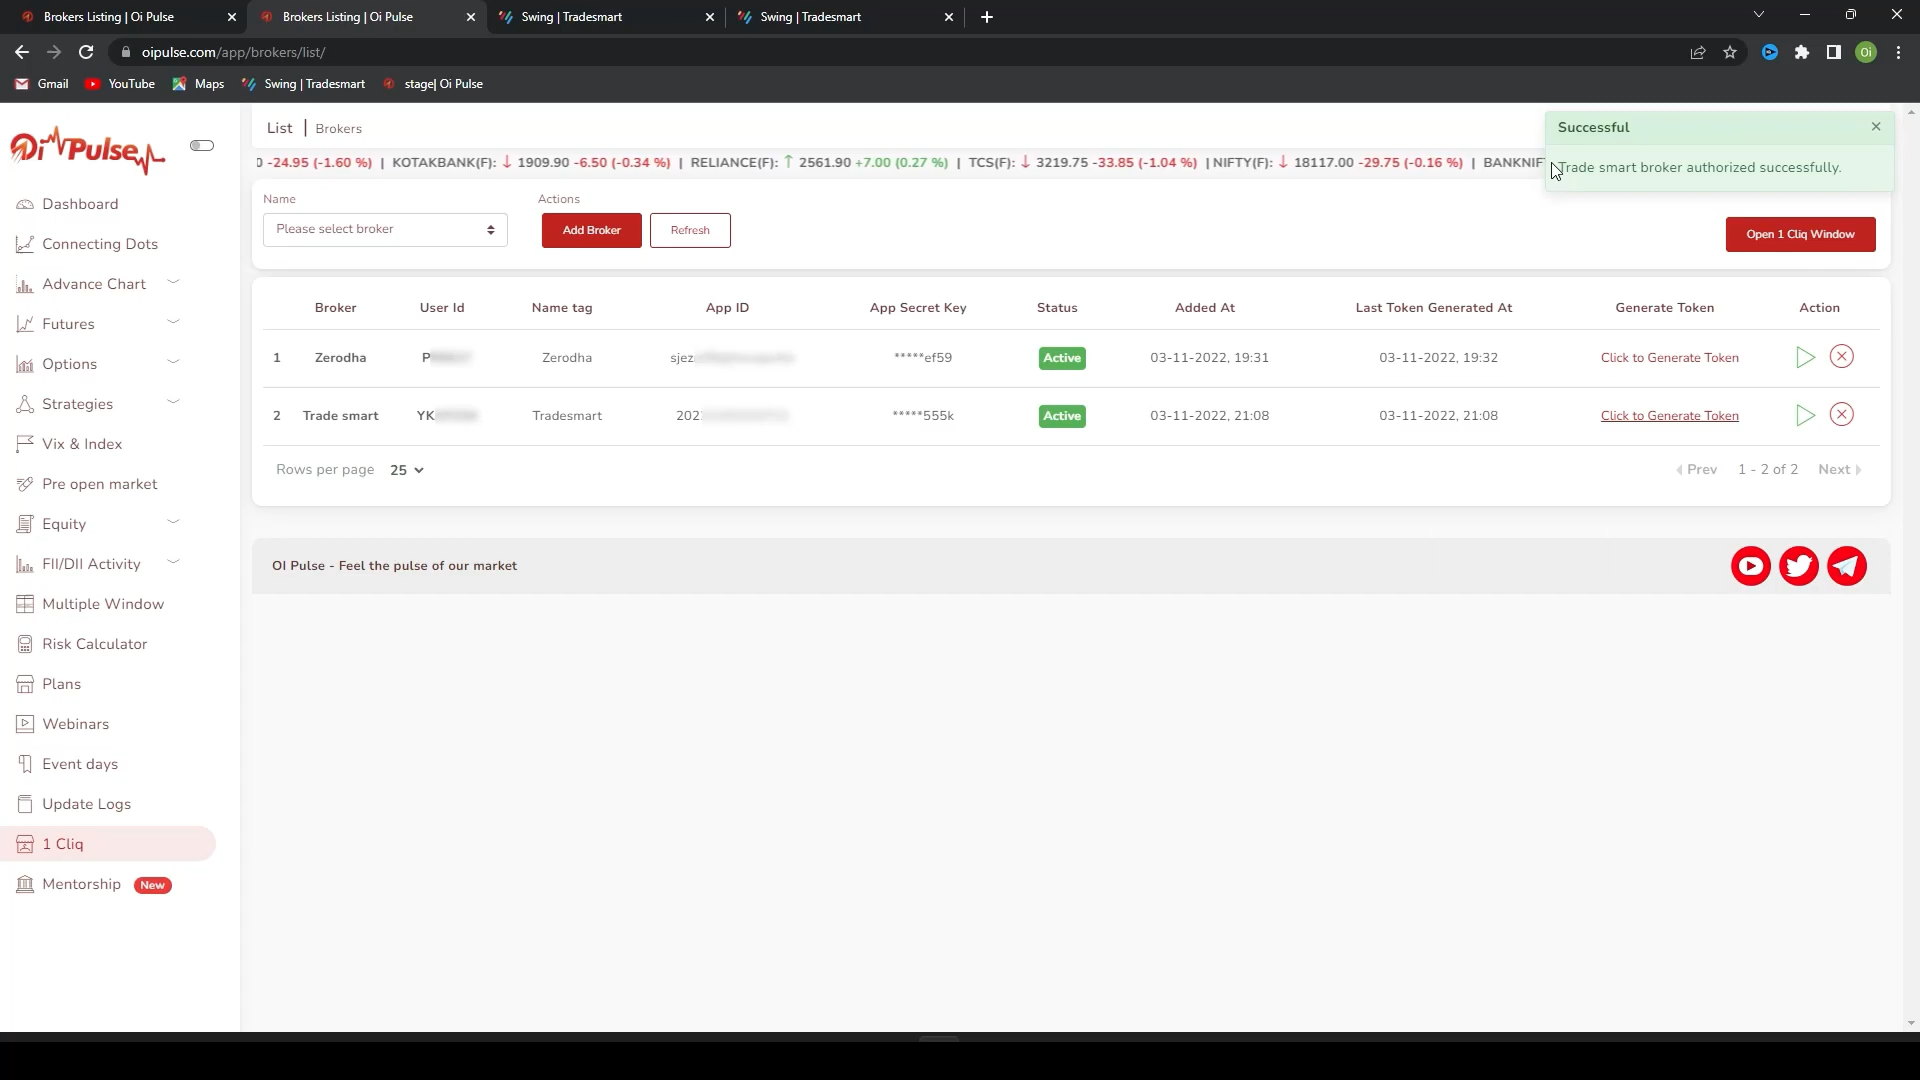 Brokers Listing | Oi Pulse
Brokers Listing | Oi Pulse
Swing | Tradesmart
Swing | Tradesmart
oipulse.com/app/brokers/list/
Oi
Gmail
YouTube
Maps
Swing | Tradesmart
stage| Oi Pulse
Oi Pulse
Dashboard
Connecting Dots
Advance Chart
Futures
Options
Strategies
Vix & Index
Pre open market
Equity
FII/DII Activity
Multiple Window
Risk Calculator
Plans
Webinars
Event days
Update Logs
1 Cliq
Mentorship New
List | Brokers
0 -24.95 (-1.60 %) | KOTAKBANK(F): ↓ 1909.90 -6.50 (-0.34 %) | RELIANCE(F): ↑ 2561.90 +7.00 (0.27 %) | TCS(F): ↓ 3219.75 -33.85 (-1.04 %) | NIFTY(F): ↓ 18117.00 -29.75 (-0.16 %) | BANKNIF
Successful
Trade smart broker authorized successfully.
Name
Actions
Please select broker
Add Broker
Refresh
Open 1 Cliq Window
Broker User Id Name tag App ID App Secret Key Status Added At Last Token Generated At Generate Token Action
1 Zerodha P Zerodha sjez *****ef59 Active 03-11-2022, 19:31 03-11-2022, 19:32 Click to Generate Token
2 Trade smart YK Tradesmart 202 *****555k Active 03-11-2022, 21:08 03-11-2022, 21:08 Click to Generate Token
Rows per page 25
Prev 1 - 2 of 2 Next
OI Pulse - Feel the pulse of our market